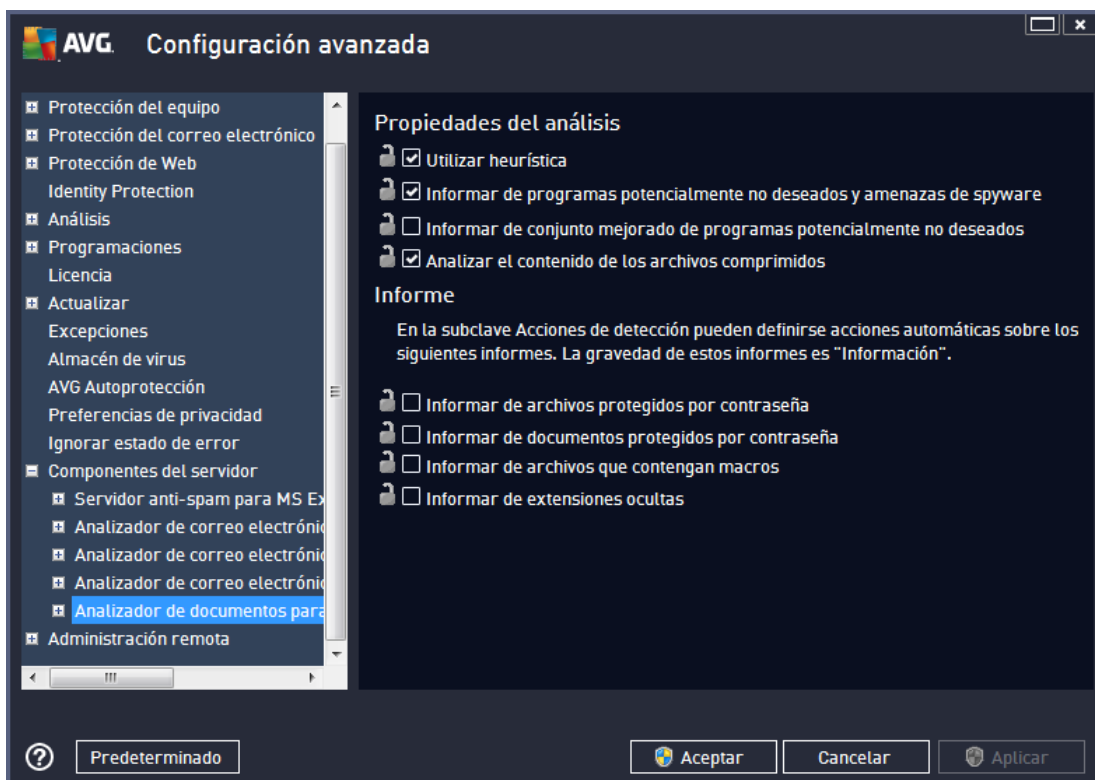 AVG. Configuración avanzada
Protección del equipo
Protección del correo electrónico
Protección de Web
Identity Protection
Análisis
Programaciones
Licencia
Actualizar
Excepciones
Almacén de virus
AVG Autoprotección
Preferencias de privacidad
Ignorar estado de error
Componentes del servidor
Servidor anti-spam para MS Ex
Analizador de correo electrónic
Analizador de correo electrónic
Analizador de correo electrónic
Analizador de documentos para
Administración remota
Propiedades del análisis
Utilizar heurística
Informar de programas potencialmente no deseados y amenazas de spyware
Informar de conjunto mejorado de programas potencialmente no deseados
Analizar el contenido de los archivos comprimidos
Informe
En la subclave Acciones de detección pueden definirse acciones automáticas sobre los
siguientes informes. La gravedad de estos informes es "Información".
Informar de archivos protegidos por contraseña
Informar de documentos protegidos por contraseña
Informar de archivos que contengan macros
Informar de extensiones ocultas
? Predeterminado Aceptar Cancelar Aplicar